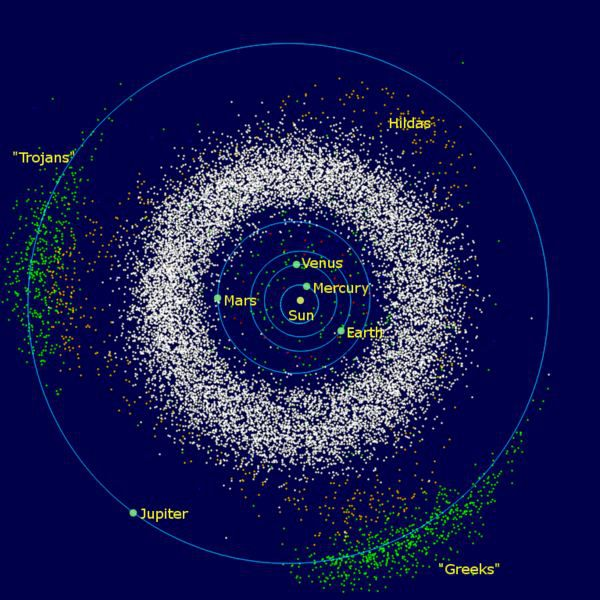 Hildas
"Trojans"
Venus
Mercury
Mars
Sun
Earth
Jupiter
"Greeks"